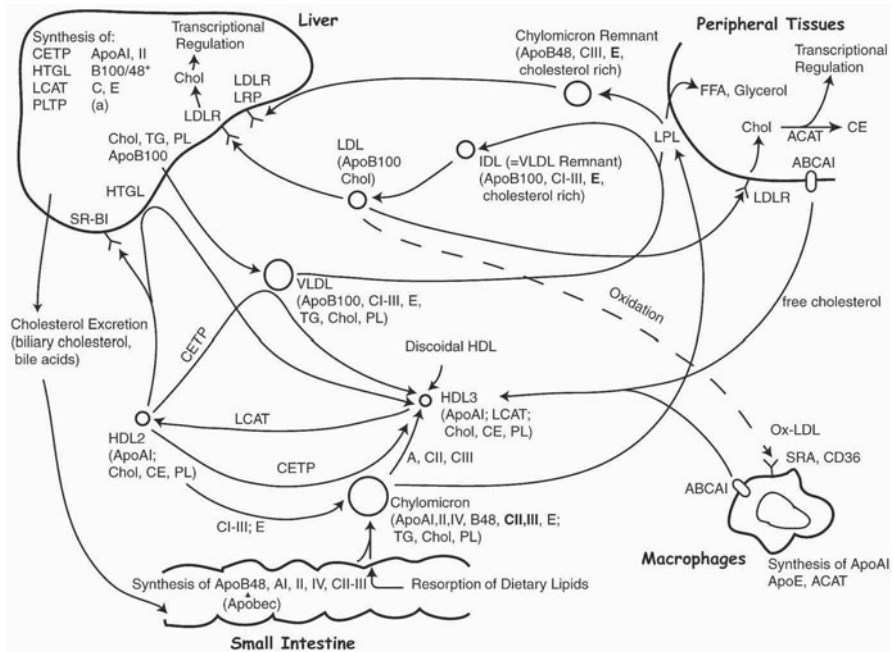 Liver
Synthesis of:
CETP ApoAI, II
HTGL B100/48*
LCAT C, E
PLTP (a)
Transcriptional
Regulation
Chol
LDLR
LDLR
LRP
Chol, TG, PL
ApoB100
HTGL
SR-BI
Chylomicron Remnant
(ApoB48, CIII, E,
cholesterol rich)
Peripheral Tissues
Transcriptional
Regulation
FFA, Glycerol
LPL
Chol
ACAT
CE
ABCAI
LDLR
LDL
(ApoB100
Chol)
IDL (=VLDL Remnant)
(ApoB100, CI-III, E,
cholesterol rich)
VLDL
(ApoB100, CI-III, E,
TG, Chol, PL)
Oxidation
free cholesterol
Cholesterol Excretion
(biliary cholesterol,
bile acids)
CETP
Discoidal HDL
HDL3
(ApoAI; LCAT;
Chol, CE, PL)
LCAT
HDL2
(ApoAI;
Chol, CE, PL)
CETP
A, CII, CIII
Ox-LDL
SRA, CD36
ABCAI
Chylomicron
(ApoAI,II,IV, B48, CII,III, E;
TG, Chol, PL)
CI-III; E
Macrophages
Synthesis of ApoAI
ApoE, ACAT
Synthesis of ApoB48, AI, II, IV, CII-III
(Apobec)
Resorption of Dietary Lipids
Small Intestine